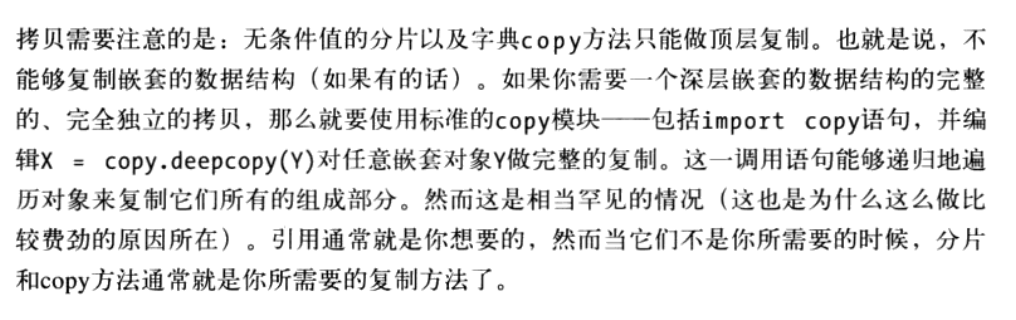 拷贝需要注意的是：无条件值的分片以及字典copy方法只能做顶层复制。也就是说，不
能够复制嵌套的数据结构（如果有的话）。如果你需要一个深层嵌套的数据结构的完整
的、完全独立的拷贝，那么就要使用标准的copy模块——包括import copy语句，并编
辑X = copy.deepcopy(Y)对任意嵌套对象Y做完整的复制。这一调用语句能够递归地遍
历对象来复制它们所有的组成部分。然而这是相当罕见的情况（这也是为什么这么做比
较费劲的原因所在）。引用通常就是你想要的，然而当它们不是你所需要的时候，分片
和copy方法通常就是你所需要的复制方法了。